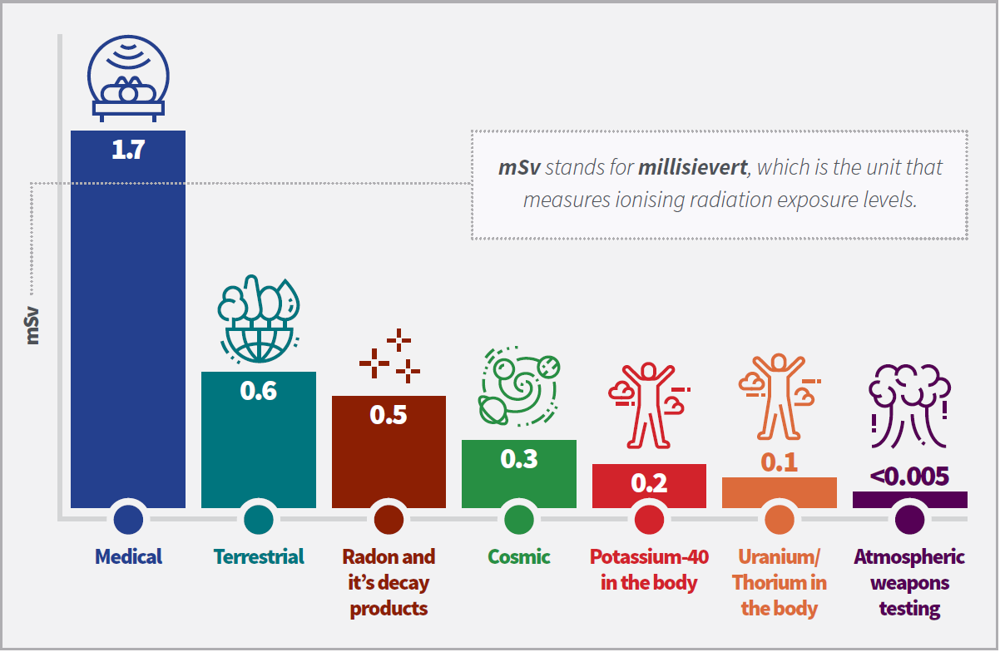 1.7
mSv stands for millisievert, which is the unit that
measures ionising radiation exposure levels.
mSv
0.6
0.5
0.3
0.2
0.1
<0.005
Medical
Terrestrial
Radon and
it’s decay
products
Cosmic
Potassium-40
in the body
Uranium/
Thorium in
the body
Atmospheric
weapons
testing